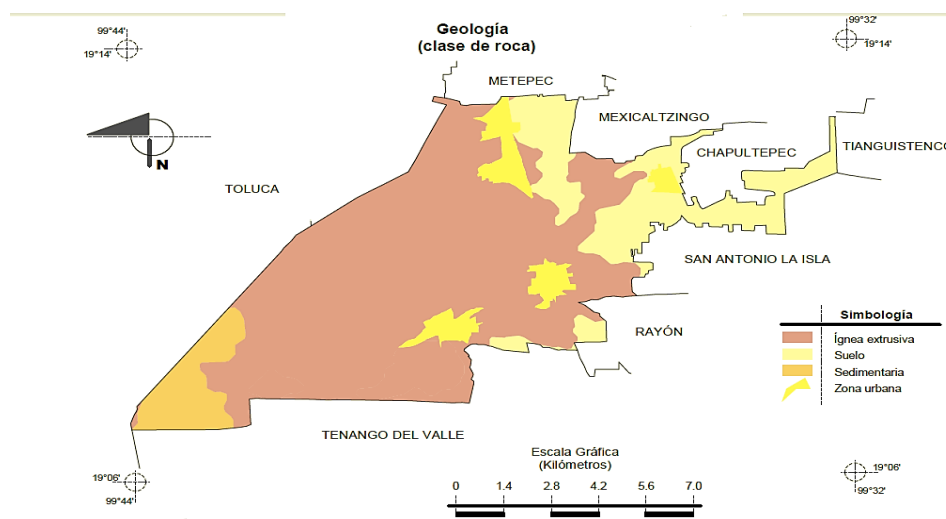 Geología
(clase de roca)
99°44'
19°14'
99°32'
19°14'
METEPEC
MEXICALTZINGO
CHAPULTEPEC
TIANGUISTENCO
N
TOLUCA
SAN ANTONIO LA ISLA
RAYÓN
Simbología
Ígnea extrusiva
Suelo
Sedimentaria
Zona urbana
TENANGO DEL VALLE
Escala Gráfica
(Kilómetros)
0 1.4 2.8 4.2 5.6 7.0
19°06'
99°44'
19°06'
99°32'